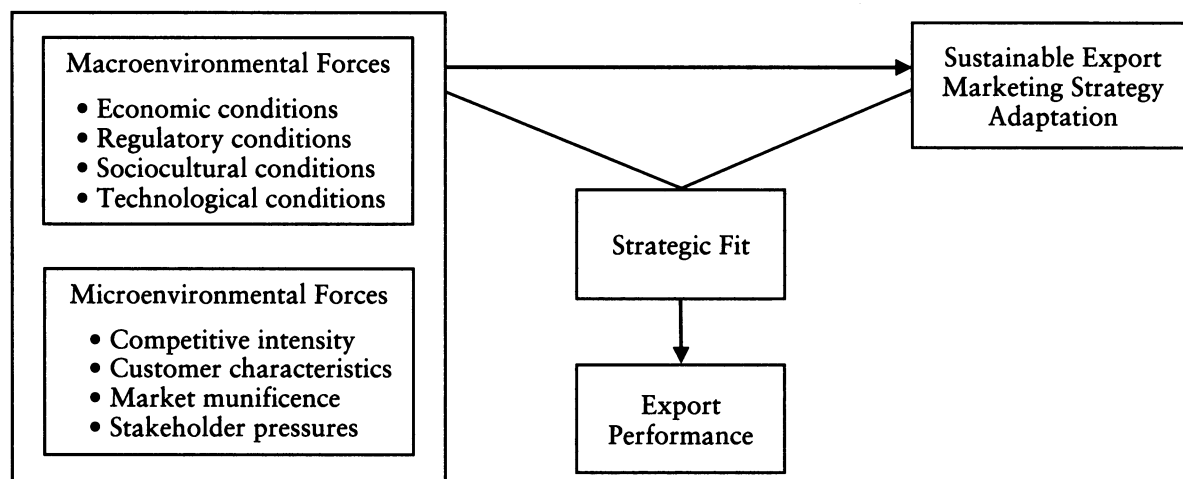 Macroenvironmental Forces
• Economic conditions
• Regulatory conditions
• Sociocultural conditions
• Technological conditions
Microenvironmental Forces
• Competitive intensity
• Customer characteristics
• Market munificence
• Stakeholder pressures
Sustainable Export
Marketing Strategy
Adaptation
Strategic Fit
Export
Performance